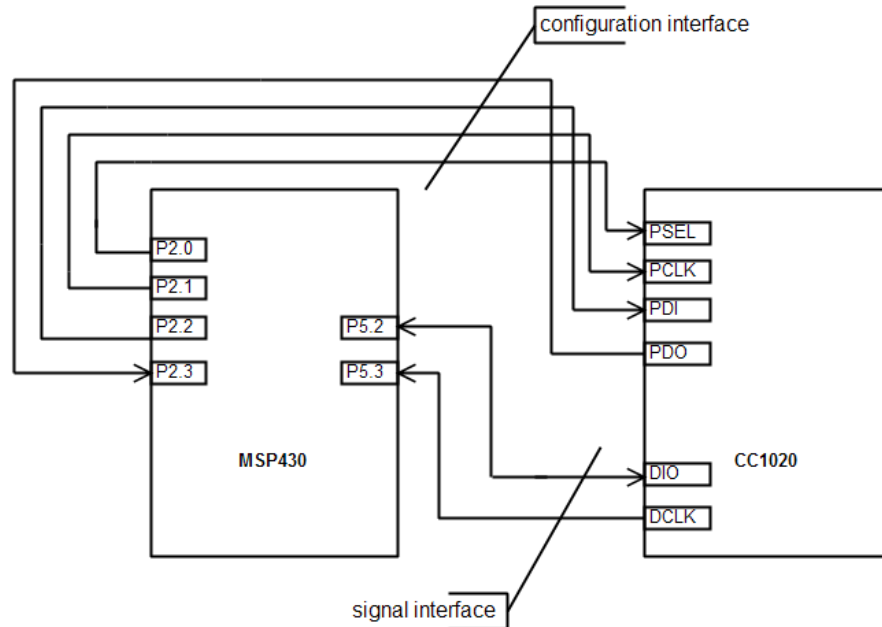 configuration interface
PSEL
P2.0
PCLK
P2.1
PDI
P2.2
P5.2
PDO
P2.3
P5.3
MSP430
CC1020
DIO
DCLK
signal interface